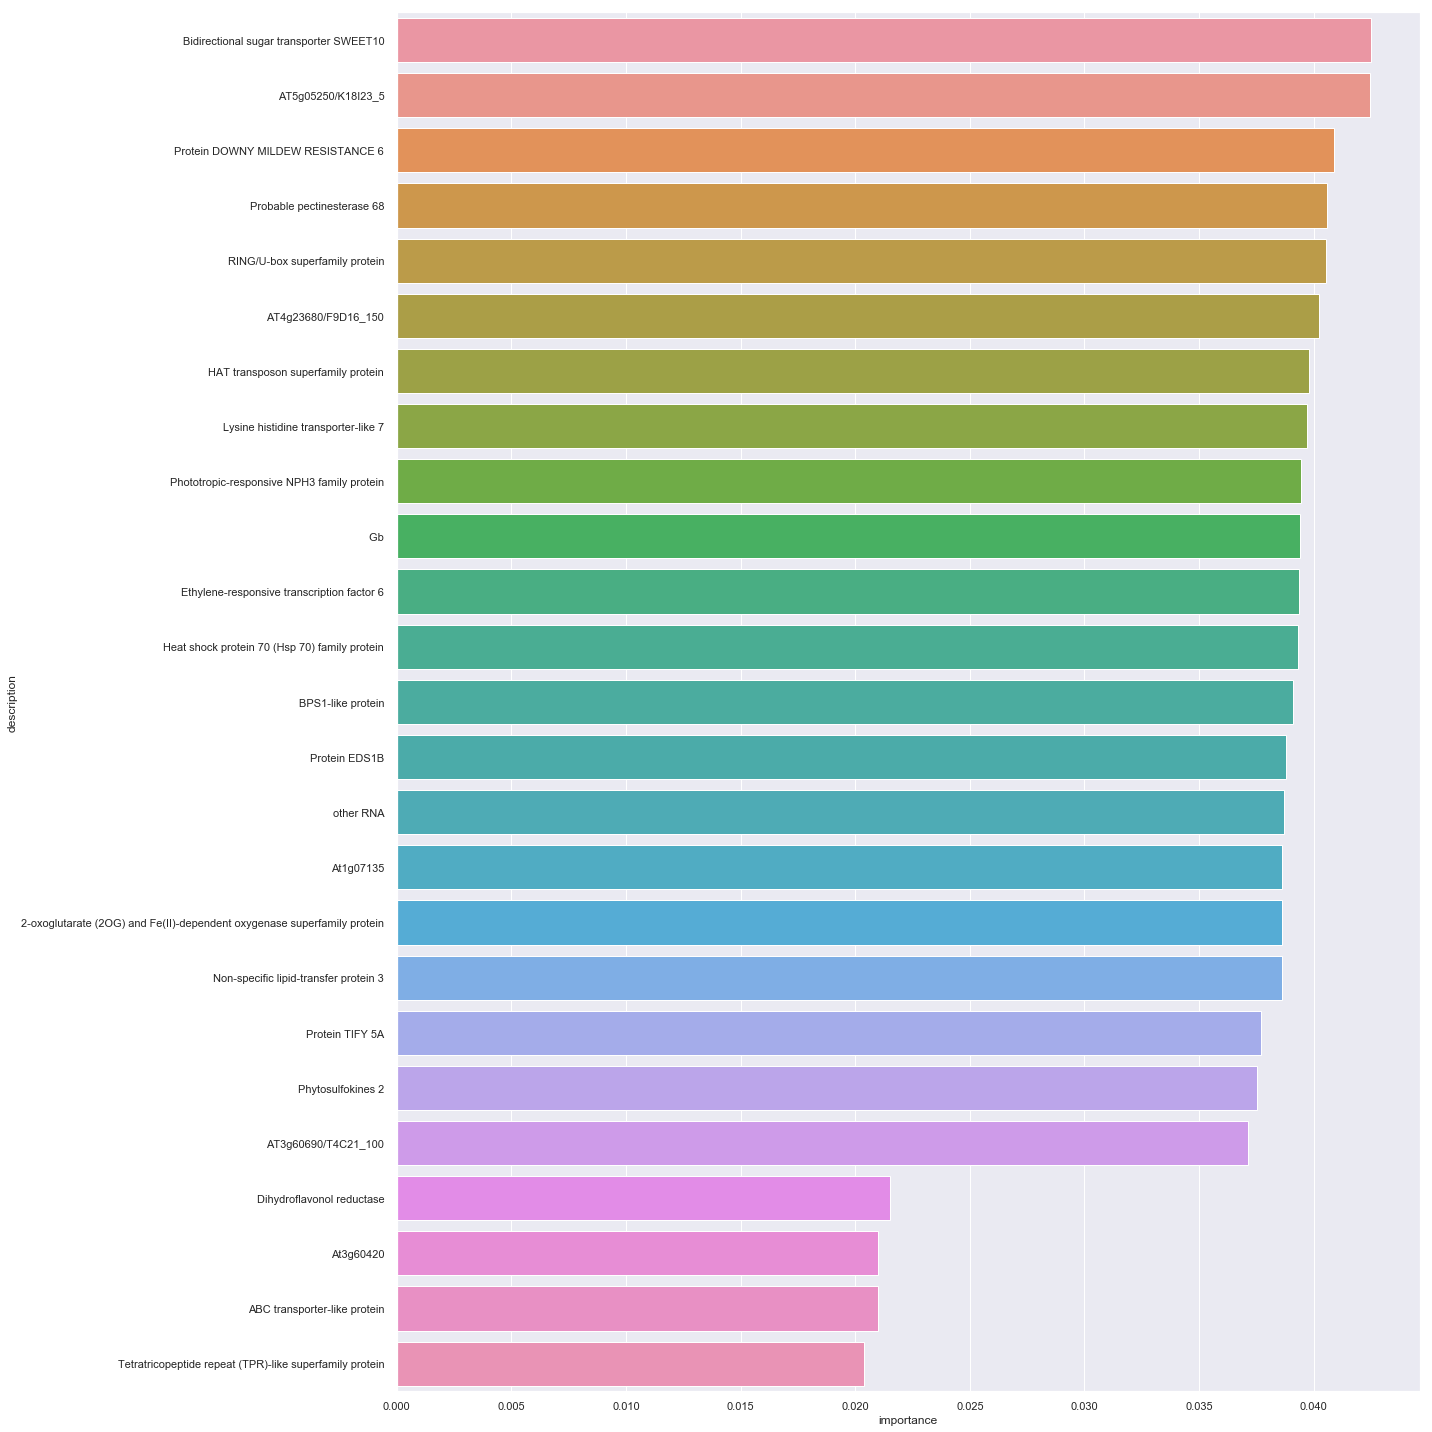 Bidirectional sugar transporter SWEET10
AT5g05250/K18I23_5
Protein DOWNY MILDEW RESISTANCE 6
Probable pectinesterase 68
RING/U-box superfamily protein
AT4g23680/F9D16_150
HAT transposon superfamily protein
Lysine histidine transporter-like 7
Phototropic-responsive NPH3 family protein
Gb
Ethylene-responsive transcription factor 6
Heat shock protein 70 (Hsp 70) family protein
BPS1-like protein
Protein EDS1B
other RNA
At1g07135
2-oxoglutarate (2OG) and Fe(II)-dependent oxygenase superfamily protein
Non-specific lipid-transfer protein 3
Protein TIFY 5A
Phytosulfokines 2
AT3g60690/T4C21_100
Dihydroflavonol reductase
At3g60420
ABC transporter-like protein
Tetratricopeptide repeat (TPR)-like superfamily protein
description
0.000 0.005 0.010 0.015 0.020 0.025 0.030 0.035 0.040
importance